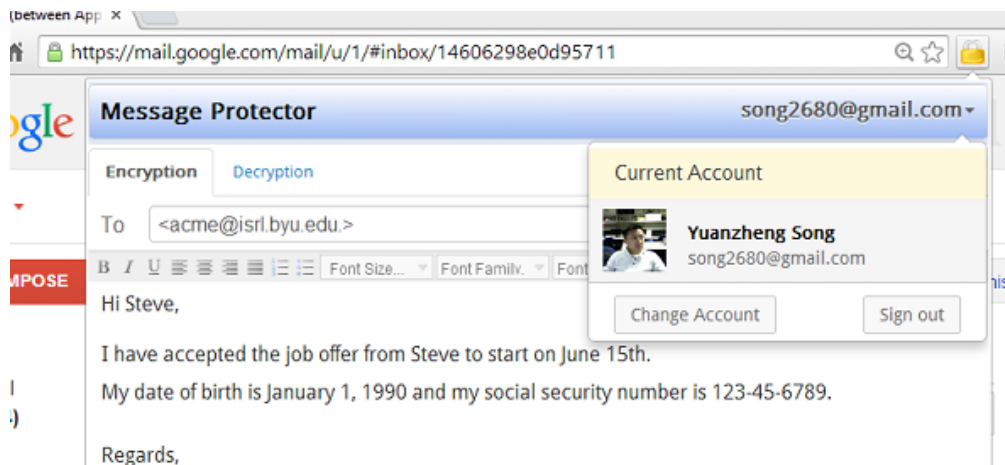 (between App ×
https://mail.google.com/mail/u/1/#inbox/14606298e0d95711
ogle
Message Protector
song2680@gmail.com
Encryption Decryption
Current Account
To <acme@isrl.byu.edu.>
Yuanzheng Song
song2680@gmail.com
B I U Font Size... Font Family. Font
MPOSE
Hi Steve,
Change Account Sign out
I have accepted the job offer from Steve to start on June 15th.
My date of birth is January 1, 1990 and my social security number is 123-45-6789.
Regards,